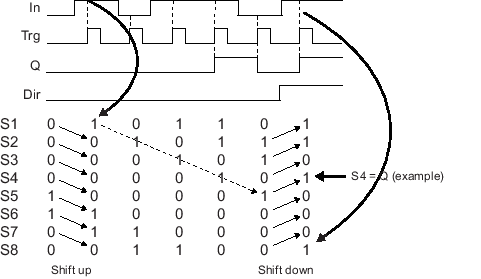 In
Trg
Q
Dir
S1 0 1 0 1 1 0 1
S2 0 0 1 0 1 1 1
S3 0 0 0 1 0 1 0
S4 0 0 0 0 1 0 1 S4 = Q (example)
S5 1 0 0 0 0 1 0
S6 1 1 0 0 0 0 0
S7 0 1 1 0 0 0 0
S8 0 0 1 1 0 0 1
Shift up Shift down